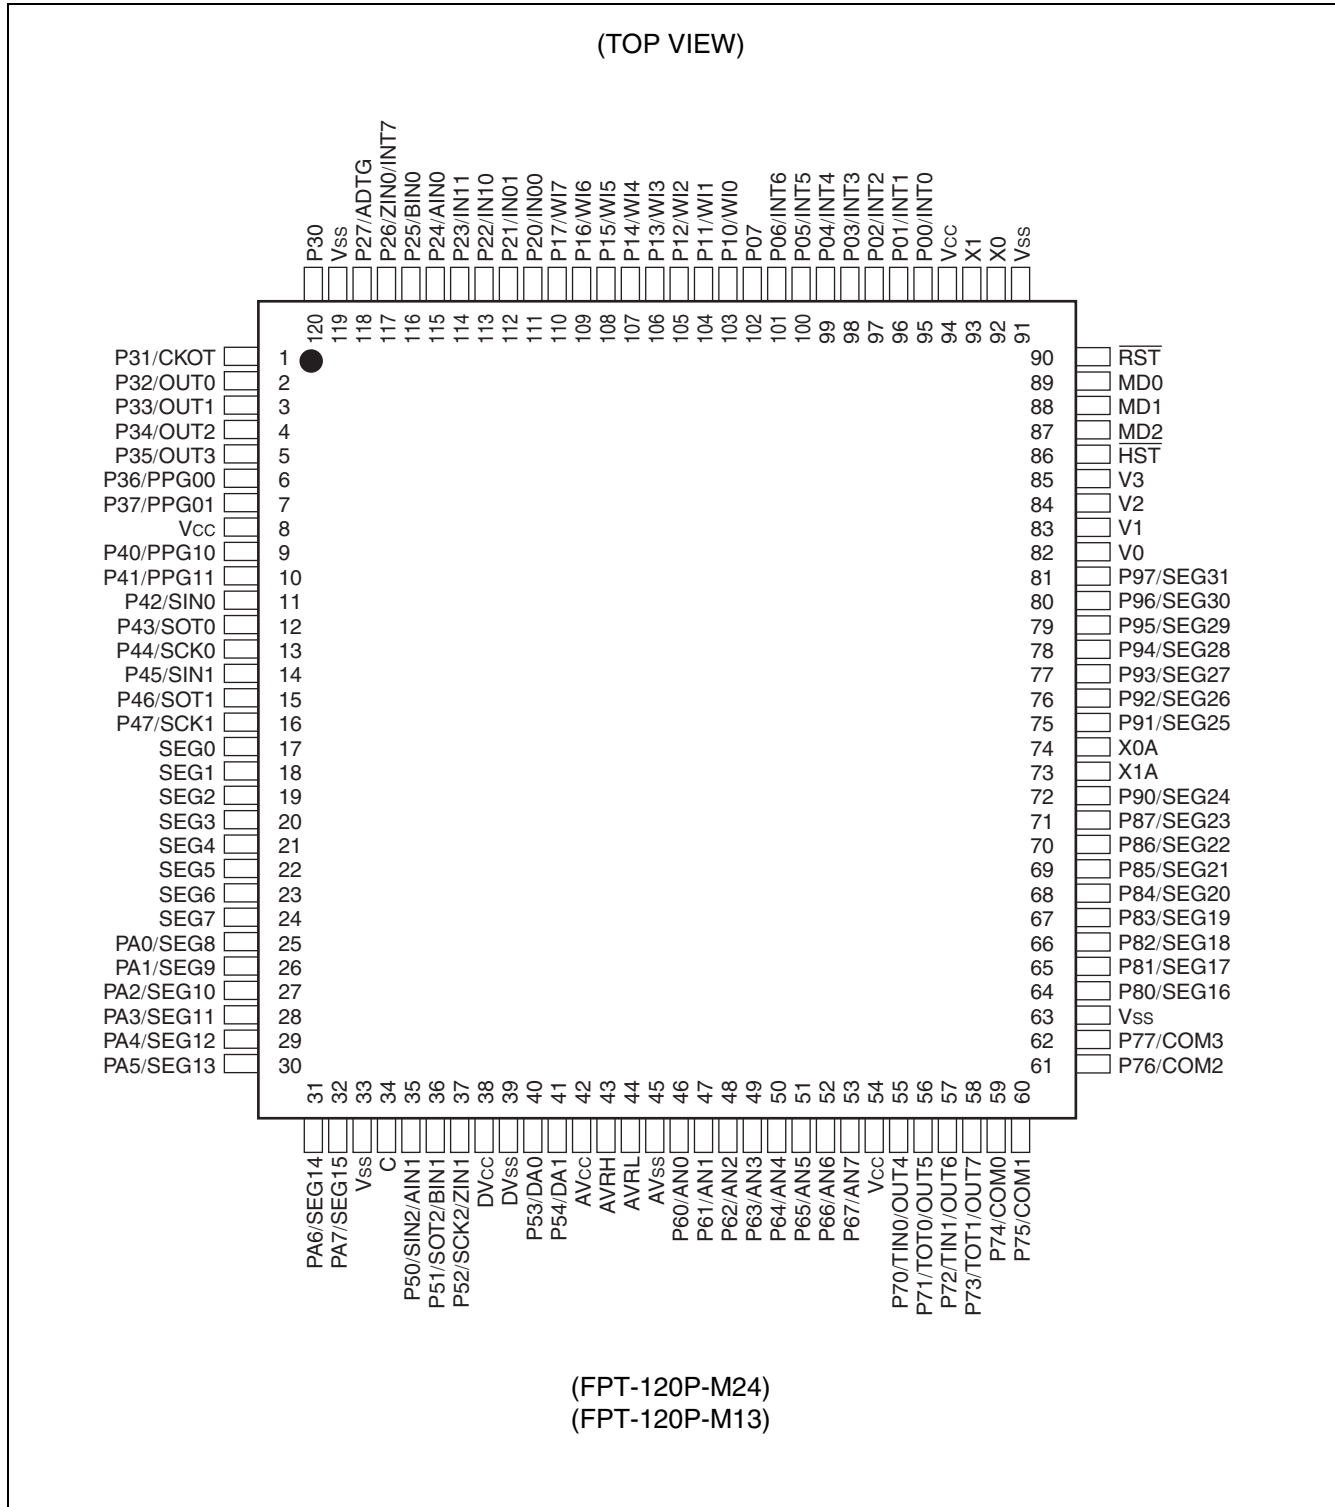 (TOP VIEW)
P30
Vss
P27/ADTG
P26/ZIN0/INT7
P25/BIN0
P24/AIN0
P23/IN11
P22/IN10
P21/IN01
P20/IN00
P17/WI7
P16/WI6
P15/WI5
P14/WI4
P13/WI3
P12/WI2
P11/WI1
P10/WI0
P07
P06/INT6
P05/INT5
P04/INT4
P03/INT3
P02/INT2
P01/INT1
P00/INT0
Vcc
X1
X0
Vss
120
119
118
117
116
115
114
113
112
111
110
109
108
107
106
105
104
103
102
101
100
99
98
97
96
95
94
93
92
91
P31/CKOT 1
P32/OUT0 2
P33/OUT1 3
P34/OUT2 4
P35/OUT3 5
P36/PPG00 6
P37/PPG01 7
Vcc 8
P40/PPG10 9
P41/PPG11 10
P42/SIN0 11
P43/SOT0 12
P44/SCK0 13
P45/SIN1 14
P46/SOT1 15
P47/SCK1 16
SEG0 17
SEG1 18
SEG2 19
SEG3 20
SEG4 21
SEG5 22
SEG6 23
SEG7 24
PA0/SEG8 25
PA1/SEG9 26
PA2/SEG10 27
PA3/SEG11 28
PA4/SEG12 29
PA5/SEG13 30
90 RST
89 MD0
88 MD1
87 MD2
86 HST
85 V3
84 V2
83 V1
82 V0
81 P97/SEG31
80 P96/SEG30
79 P95/SEG29
78 P94/SEG28
77 P93/SEG27
76 P92/SEG26
75 P91/SEG25
74 X0A
73 X1A
72 P90/SEG24
71 P87/SEG23
70 P86/SEG22
69 P85/SEG21
68 P84/SEG20
67 P83/SEG19
66 P82/SEG18
65 P81/SEG17
64 P80/SEG16
63 Vss
62 P77/COM3
61 P76/COM2
31
32
33
34
35
36
37
38
39
40
41
42
43
44
45
46
47
48
49
50
51
52
53
54
55
56
57
58
59
60
PA6/SEG14
PA7/SEG15
Vss
C
P50/SIN2/AIN1
P51/SOT2/BIN1
P52/SCK2/ZIN1
DVcc
DVss
P53/DA0
P54/DA1
AVcc
AVRH
AVRL
AVss
P60/AN0
P61/AN1
P62/AN2
P63/AN3
P64/AN4
P65/AN5
P66/AN6
P67/AN7
Vcc
P70/TIN0/OUT4
P71/TOT0/OUT5
P72/TIN1/OUT6
P73/TOT1/OUT7
P74/COM0
P75/COM1
(FPT-120P-M24)
(FPT-120P-M13)